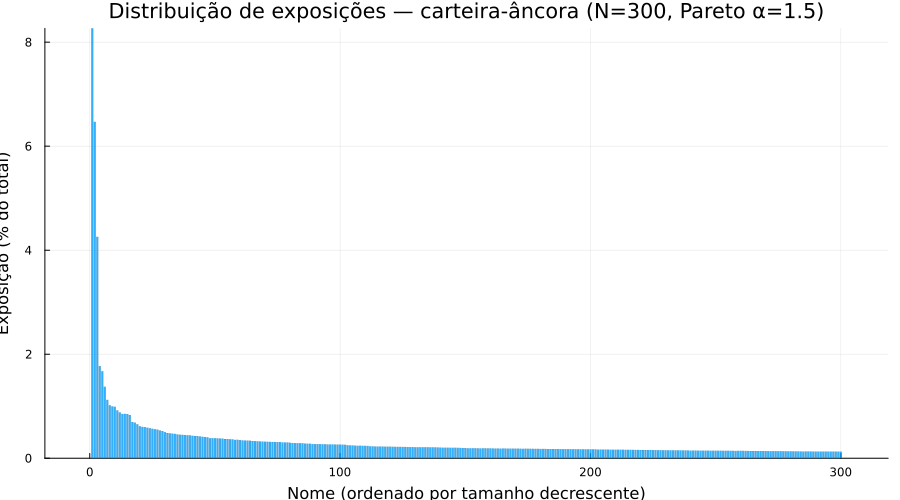 Distribuição de exposições — carteira-âncora (N=300, Pareto α=1.5)
Exposição (% do total)
8
6
4
2
0
0 100 200 300
Nome (ordenado por tamanho decrescente)